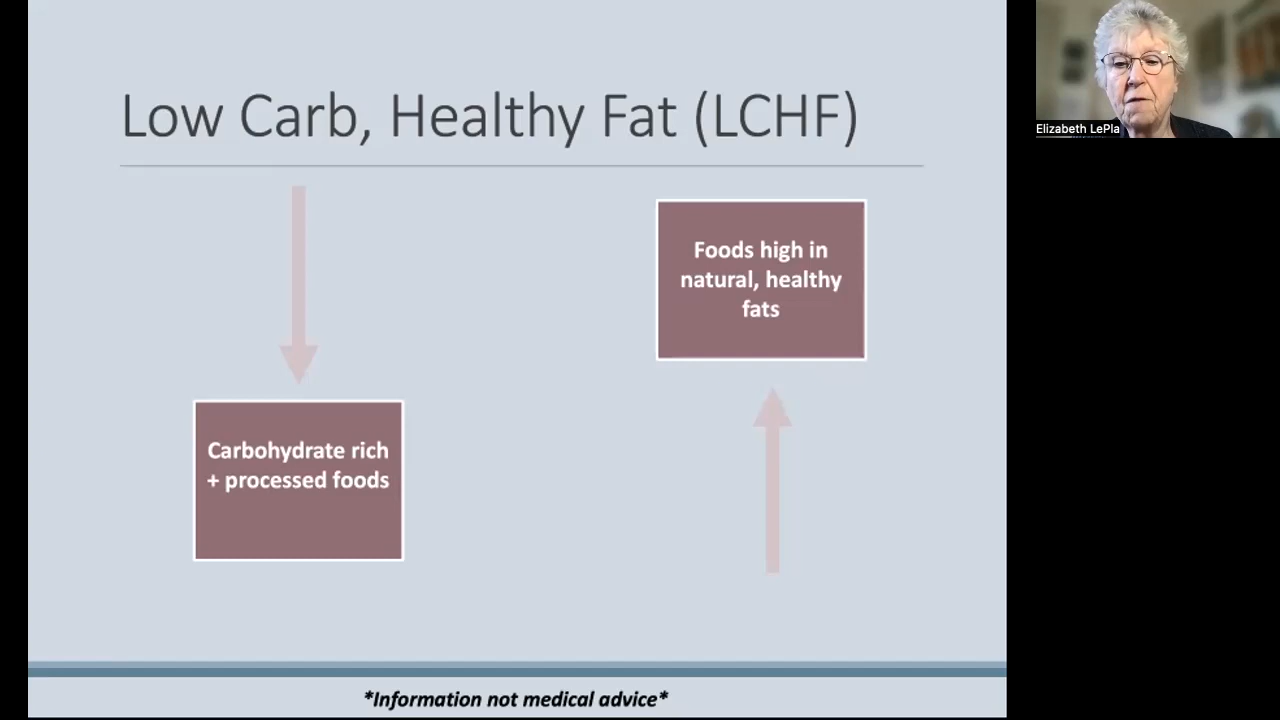 Low Carb, Healthy Fat (LCHF)
Foods high in
natural, healthy
fats
Carbohydrate rich
+ processed foods
*Information not medical advice*
Elizabeth LePla